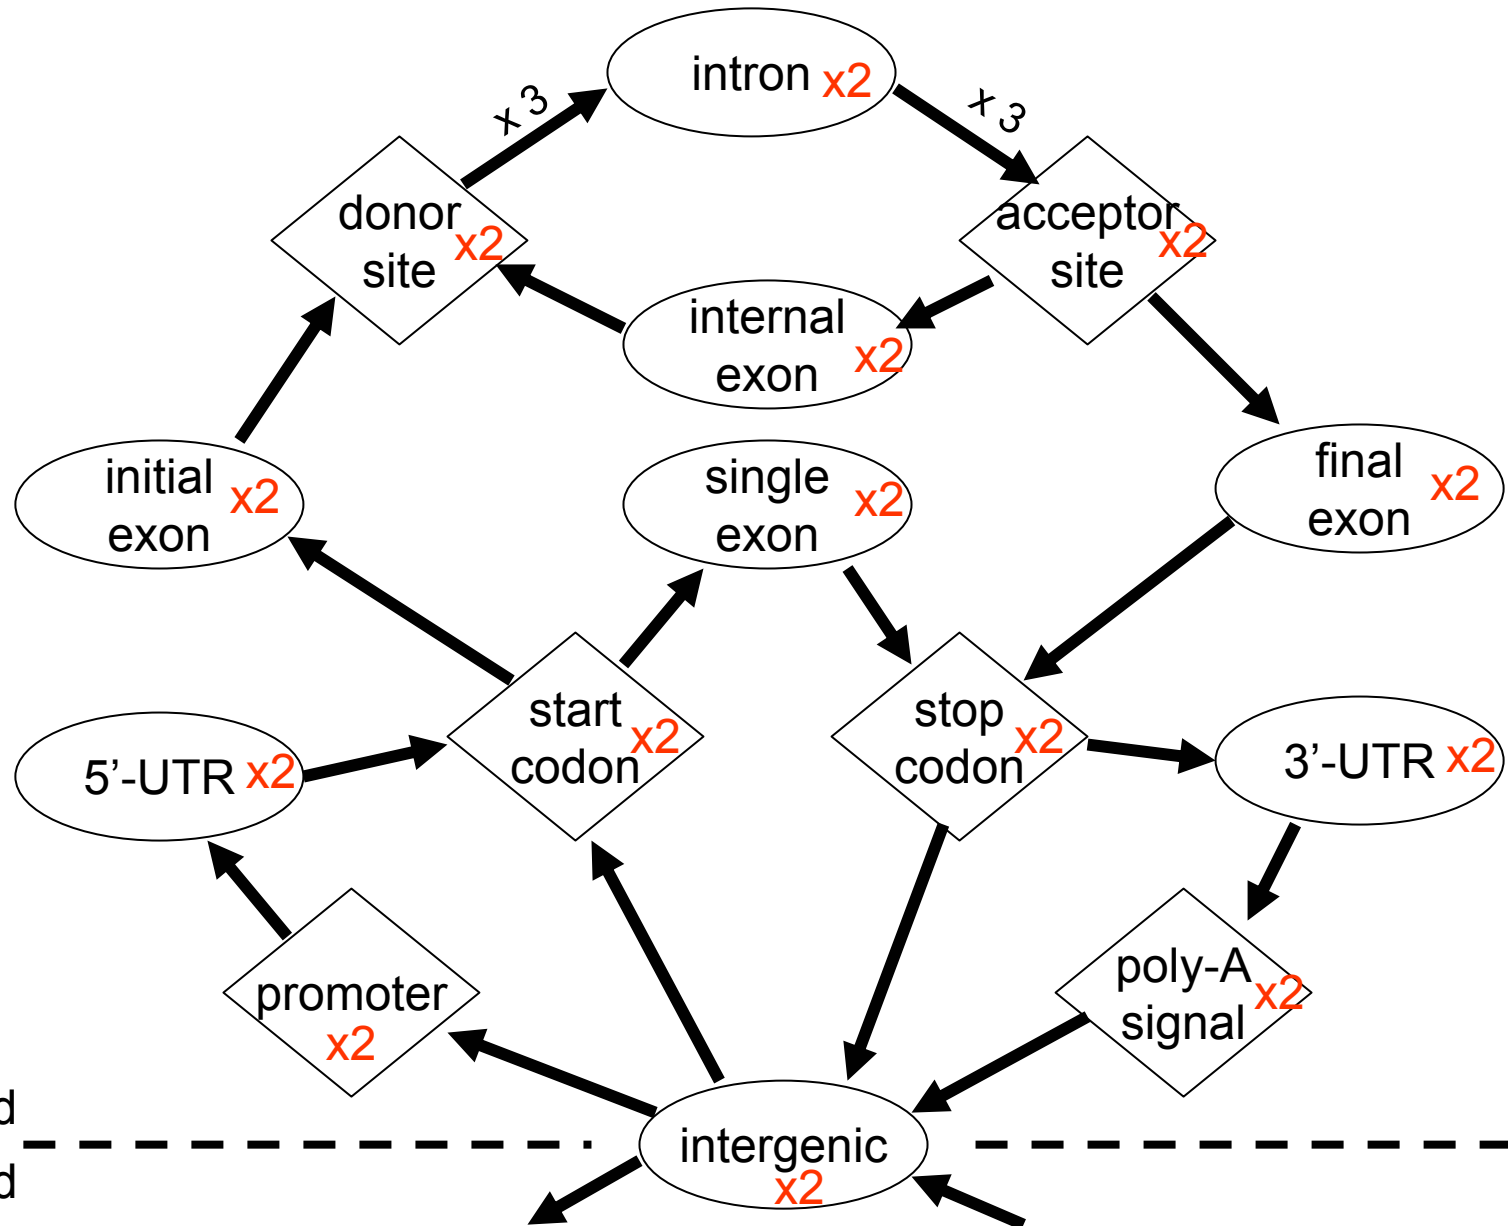 intron x2
x 3
x 3
donor
site
x2
acceptor
site
x2
internal
exon
x2
initial
exon
x2
single
exon
x2
final
exon
x2
start
codon
x2
stop
codon
x2
5’-UTR x2
3’-UTR x2
promoter
x2
poly-A
signal
x2
intergenic
x2